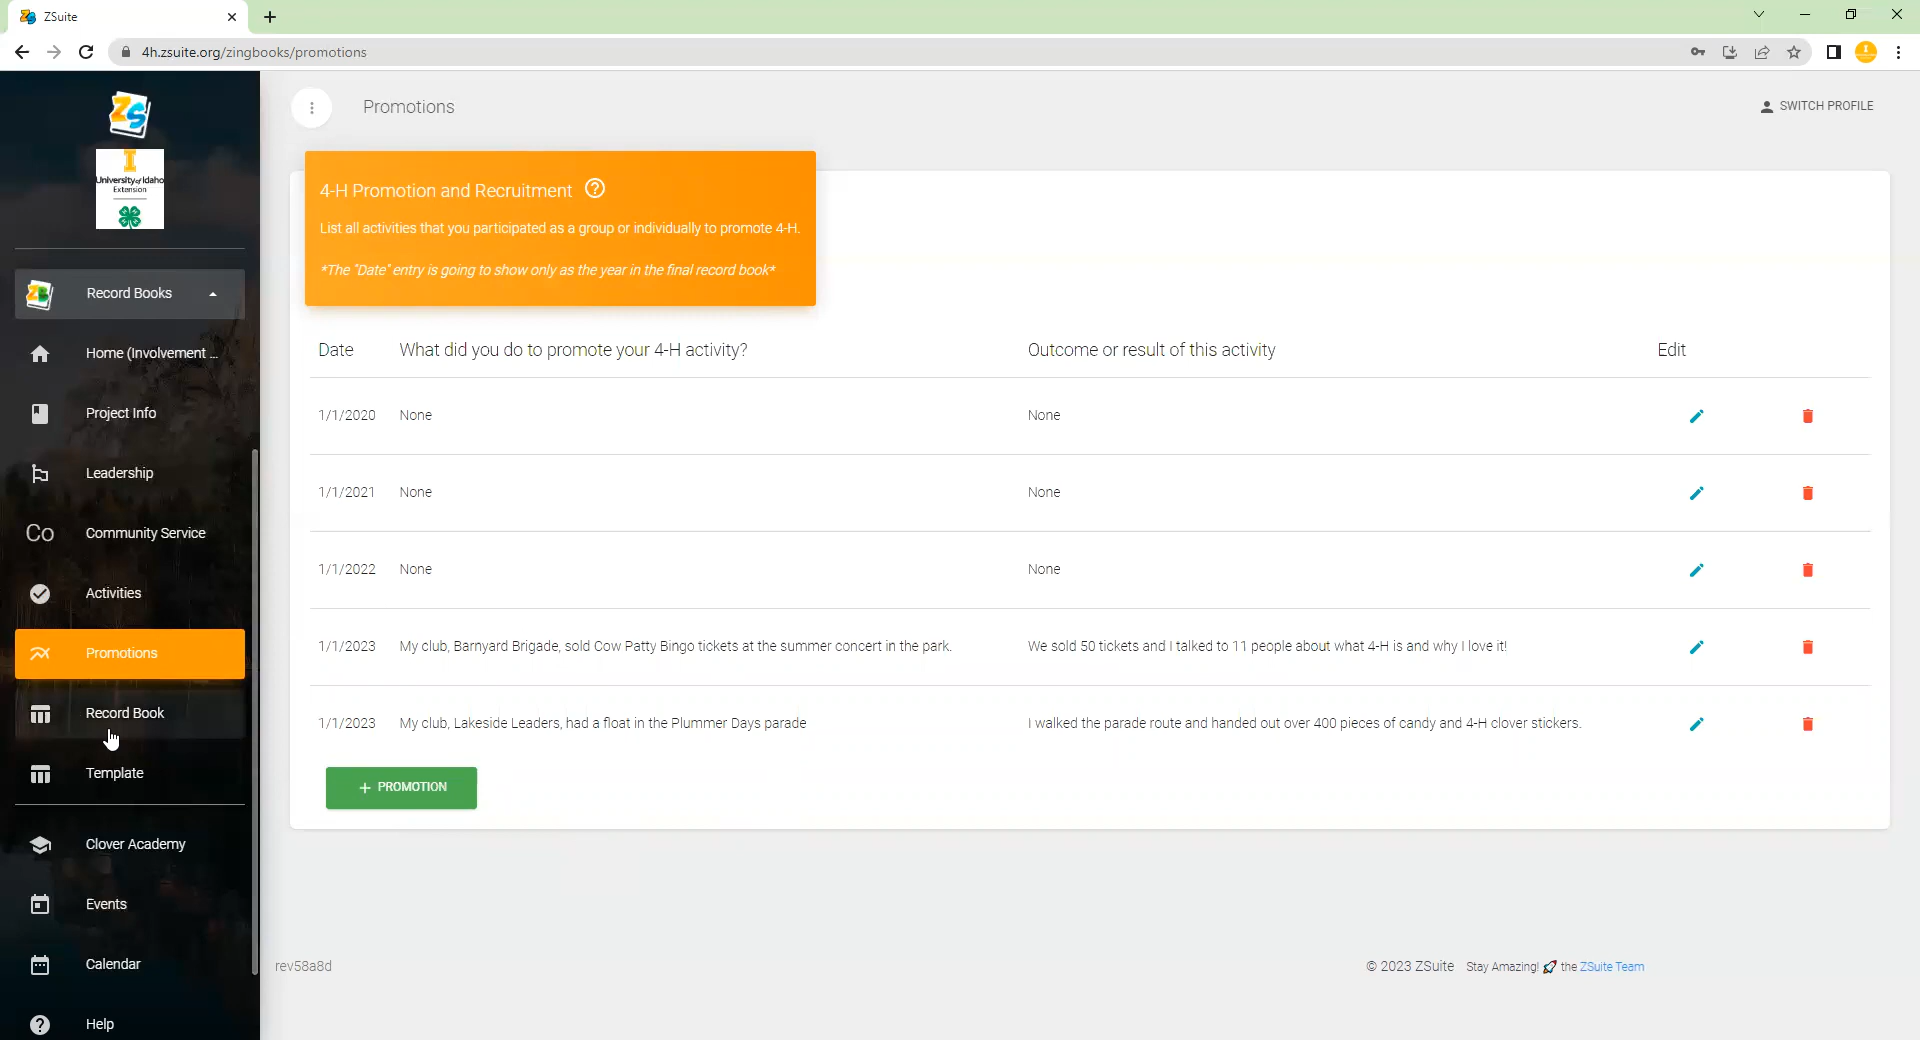 ZSuite
4h.zsuite.org/zingbooks/promotions
University of Idaho
Extension
Record Books
Home (Involvement ...
Project Info
Leadership
Co Community Service
Activities
Promotions
Record Book
Template
Clover Academy
Events
Calendar
Help
Promotions
SWITCH PROFILE
4-H Promotion and Recruitment
List all activities that you participated as a group or individually to promote 4-H.
*The "Date" entry is going to show only as the year in the final record book*
Date What did you do to promote your 4-H activity? Outcome or result of this activity Edit
1/1/2020 None None
1/1/2021 None None
1/1/2022 None None
1/1/2023 My club, Barnyard Brigade, sold Cow Patty Bingo tickets at the summer concert in the park. We sold 50 tickets and I talked to 11 people about what 4-H is and why I love it!
1/1/2023 My club, Lakeside Leaders, had a float in the Plummer Days parade I walked the parade route and handed out over 400 pieces of candy and 4-H clover stickers.
+ PROMOTION
rev58a8d
© 2023 ZSuite Stay Amazing! the ZSuite Team